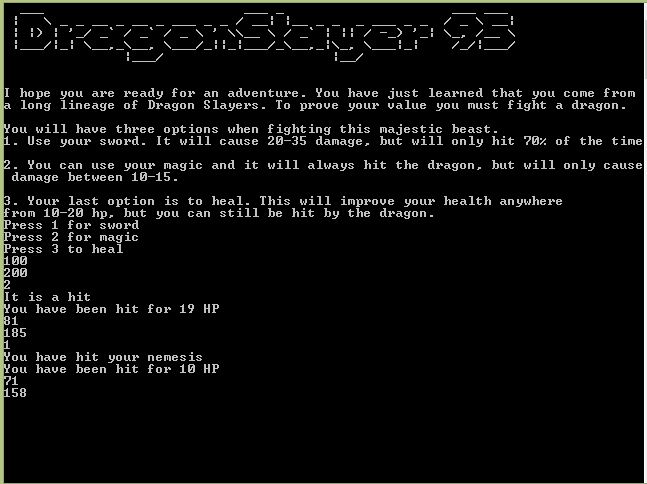 DragonSlayer 95
I hope you are ready for an adventure. You have just learned that you come from
a long lineage of Dragon Slayers. To prove your value you must fight a dragon.
You will have three options when fighting this majestic beast.
1. Use your sword. It will cause 20-35 damage, but will only hit 70% of the time
2. You can use your magic and it will always hit the dragon, but will only cause
damage between 10-15.
3. Your last option is to heal. This will improve your health anywhere
from 10-20 hp, but you can still be hit by the dragon.
Press 1 for sword
Press 2 for magic
Press 3 to heal
100
200
2
It is a hit
You have been hit for 19 HP
81
185
1
You have hit your nemesis
You have been hit for 10 HP
71
158